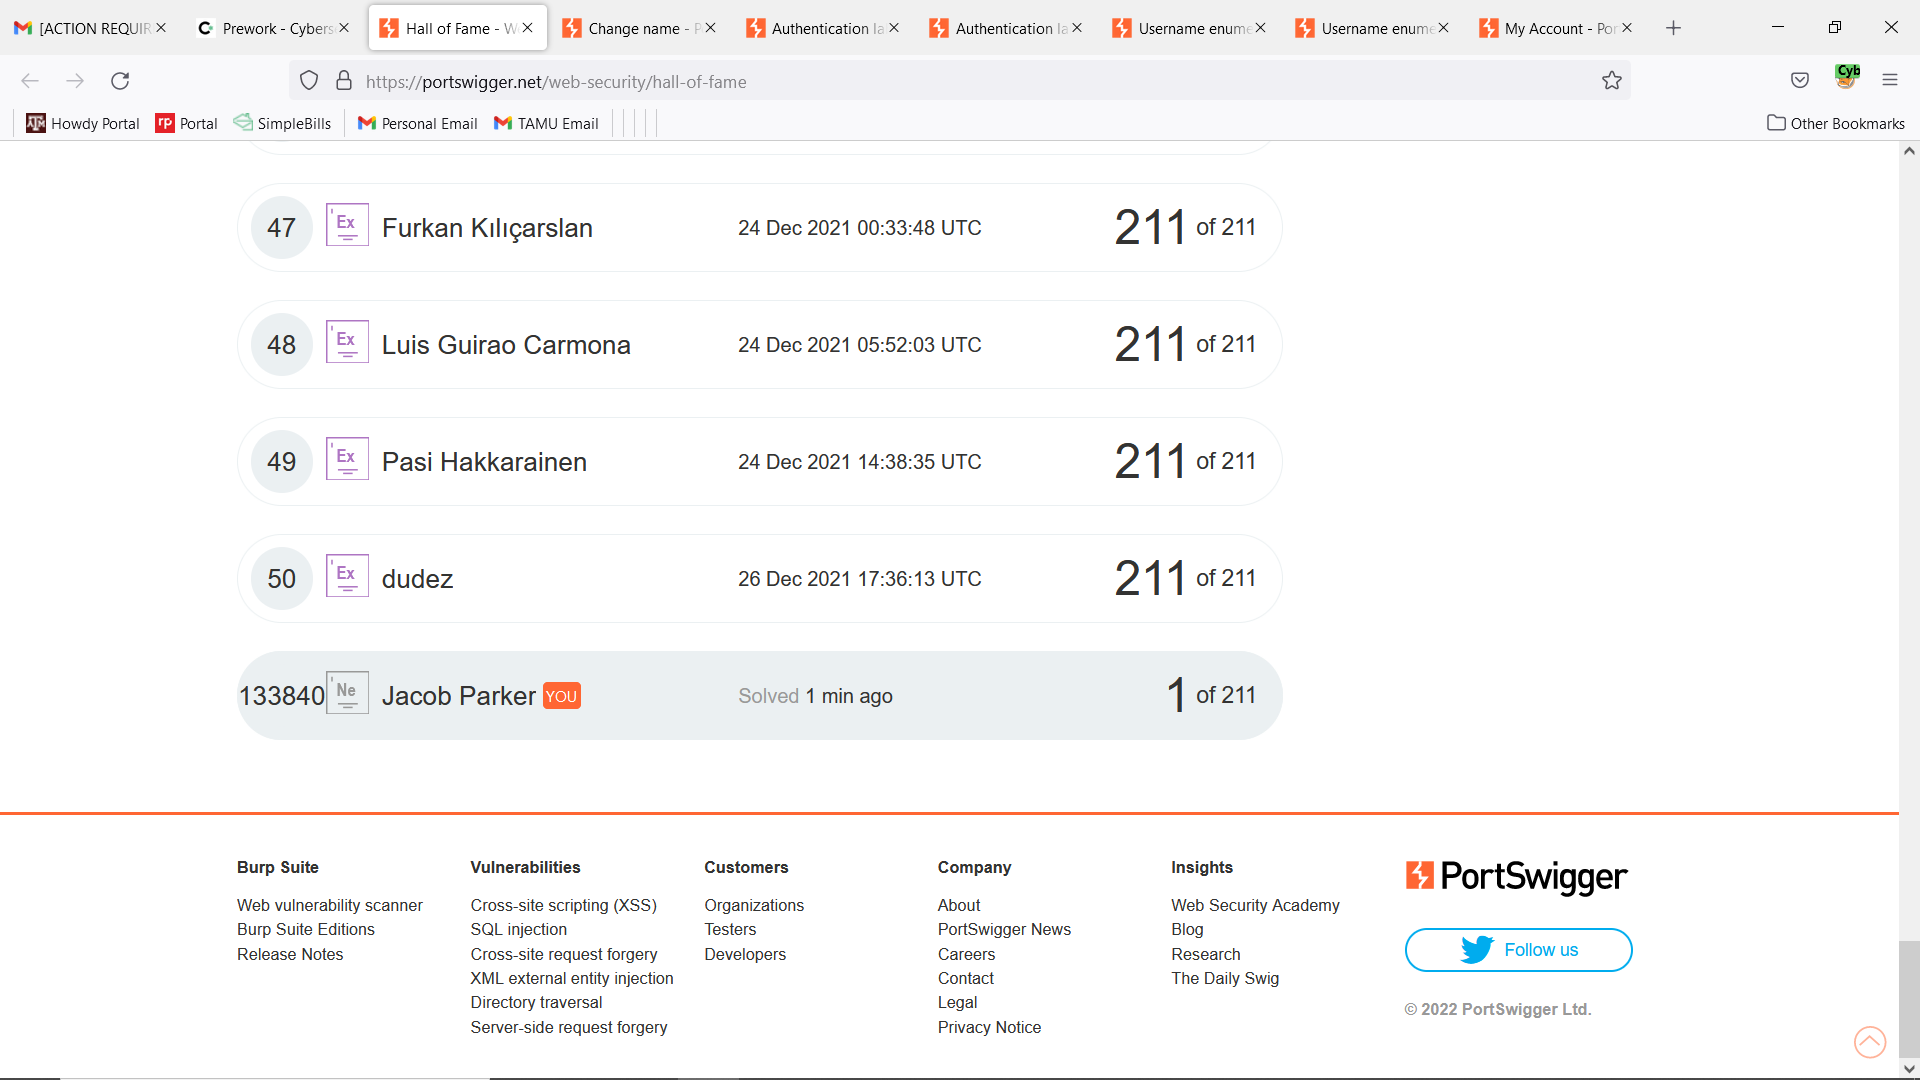 [ACTION REQUIR
Prework - Cybers
Hall of Fame - W
Change name - P
Authentication la
Authentication la
Username enume
Username enume
My Account - Por
https://portswigger.net/web-security/hall-of-fame
Cyb
Howdy Portal
rp Portal
SimpleBills
Personal Email
TAMU Email
Other Bookmarks
47 Ex Furkan Kılıçarslan 24 Dec 2021 00:33:48 UTC 211 of 211
48 Ex Luis Guirao Carmona 24 Dec 2021 05:52:03 UTC 211 of 211
49 Ex Pasi Hakkarainen 24 Dec 2021 14:38:35 UTC 211 of 211
50 Ex dudez 26 Dec 2021 17:36:13 UTC 211 of 211
133840 Ne Jacob Parker YOU Solved 1 min ago 1 of 211
Burp Suite
Web vulnerability scanner
Burp Suite Editions
Release Notes
Vulnerabilities
Cross-site scripting (XSS)
SQL injection
Cross-site request forgery
XML external entity injection
Directory traversal
Server-side request forgery
Customers
Organizations
Testers
Developers
Company
About
PortSwigger News
Careers
Contact
Legal
Privacy Notice
Insights
Web Security Academy
Blog
Research
The Daily Swig
PortSwigger
Follow us
© 2022 PortSwigger Ltd.